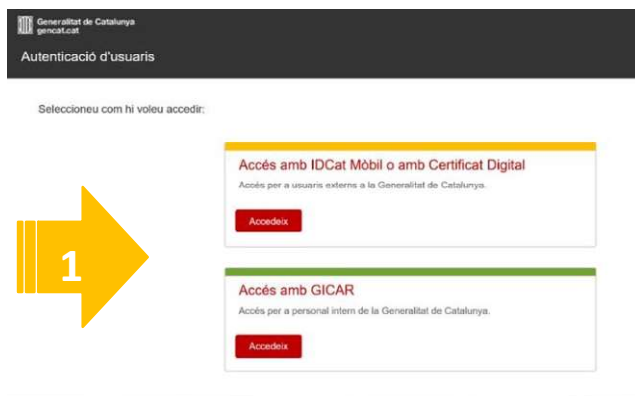 Generalitat de Catalunya
gencat.cat
Autenticació d'usuaris
Seleccioneu com hi voleu accedir:
Accés amb IDCat Mòbil o amb Certificat Digital
Accés per a usuaris externs a la Generalitat de Catalunya.
Accedeix
1
Accés amb GICAR
Accés per a personal intern de la Generalitat de Catalunya.
Accedeix